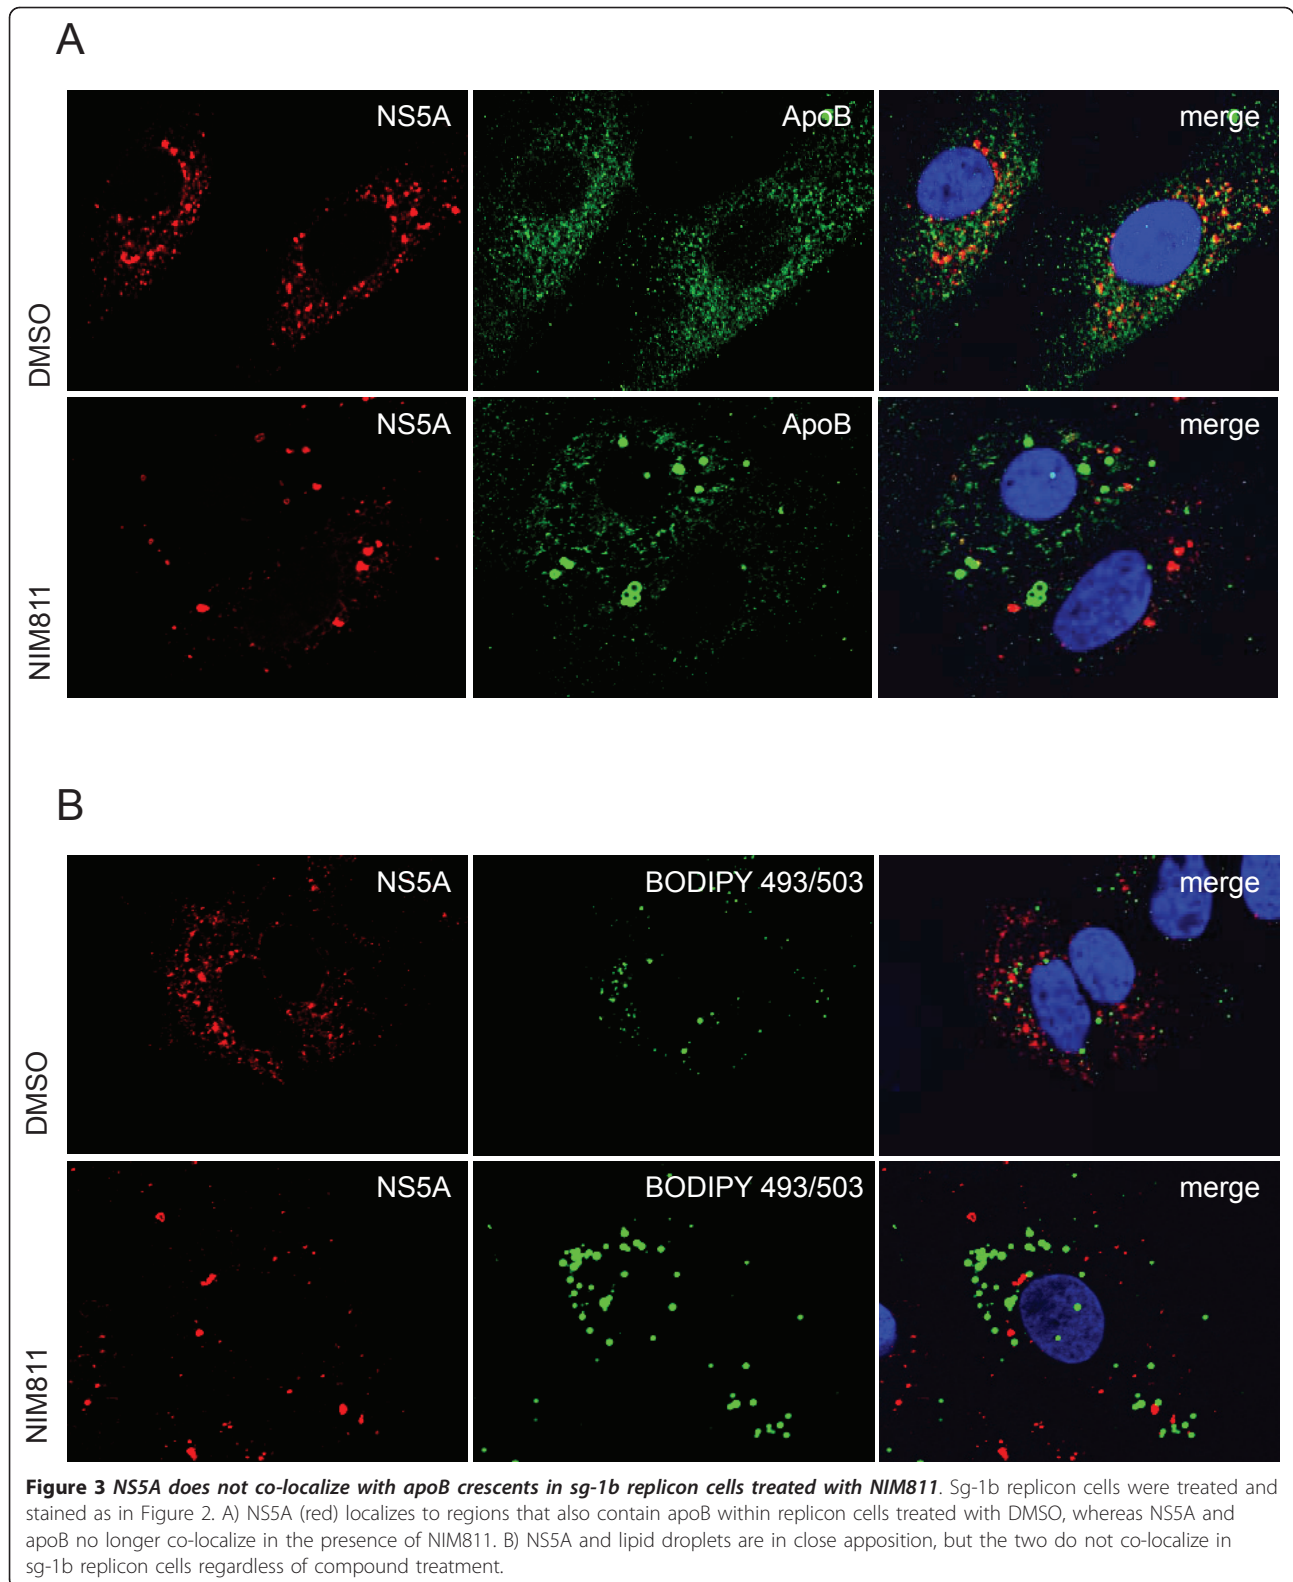 A
NS5A
ApoB
merge
DMSO
NS5A
ApoB
merge
NIM811
B
NS5A
BODIPY 493/503
merge
DMSO
NS5A
BODIPY 493/503
merge
NIM811
Figure 3 NS5A does not co-localize with apoB crescents in sg-1b replicon cells treated with NIM811. Sg-1b replicon cells were treated and
stained as in Figure 2. A) NS5A (red) localizes to regions that also contain apoB within replicon cells treated with DMSO, whereas NS5A and
apoB no longer co-localize in the presence of NIM811. B) NS5A and lipid droplets are in close apposition, but the two do not co-localize in
sg-1b replicon cells regardless of compound treatment.